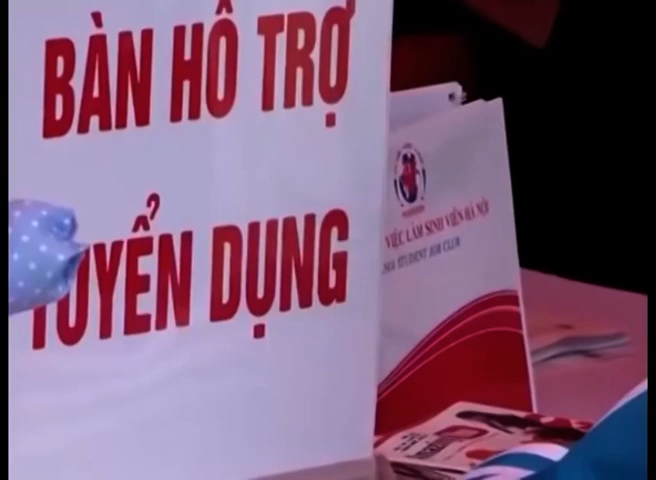 BÀN HỖ TRỢ
TUYỂN DỤNG
VIỆC LÀM SINH VIÊN HÀ NỘI
STUDENT JOB CLUB